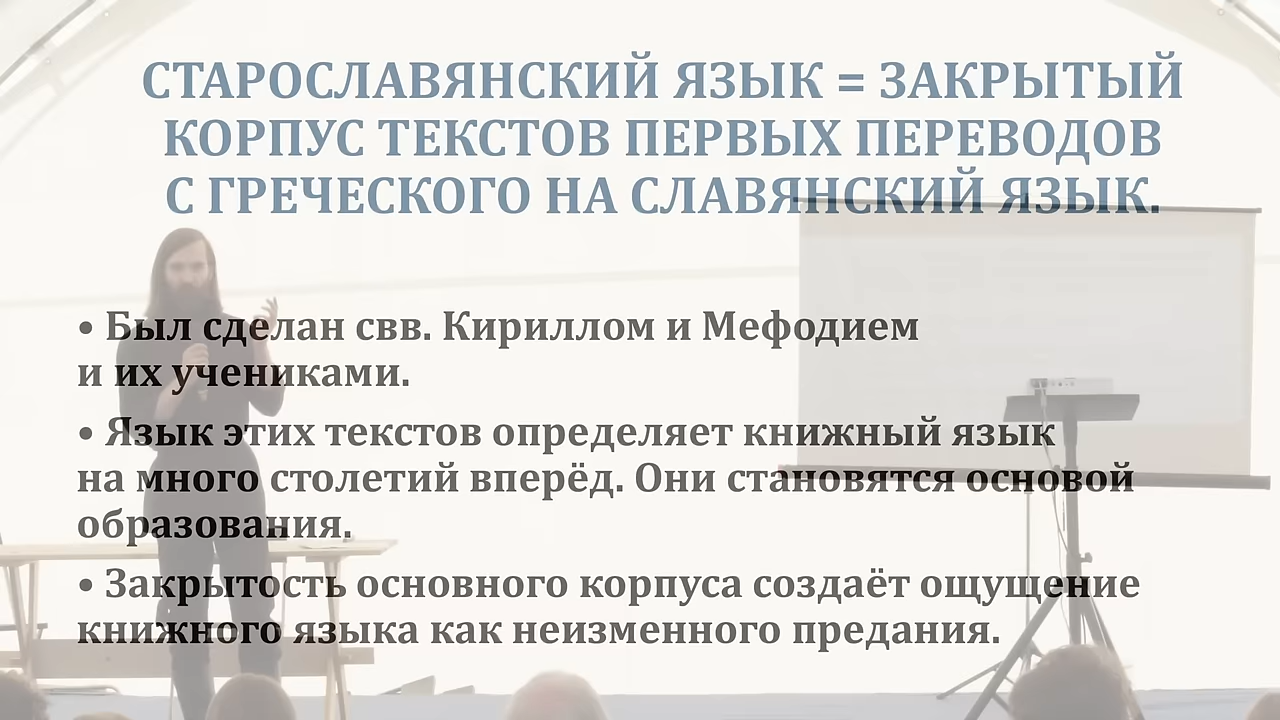 СТАРОСЛАВЯНСКИЙ ЯЗЫК = ЗАКРЫТЫЙ
КОРПУС ТЕКСТОВ ПЕРВЫХ ПЕРЕВОДОВ
С ГРЕЧЕСКОГО НА СЛАВЯНСКИЙ ЯЗЫК.
• Был сделан свв. Кириллом и Мефодием
и их учениками.
• Язык этих текстов определяет книжный язык
на много столетий вперёд. Они становятся основой
образования.
• Закрытость основного корпуса создаёт ощущение
книжного языка как неизменного предания.